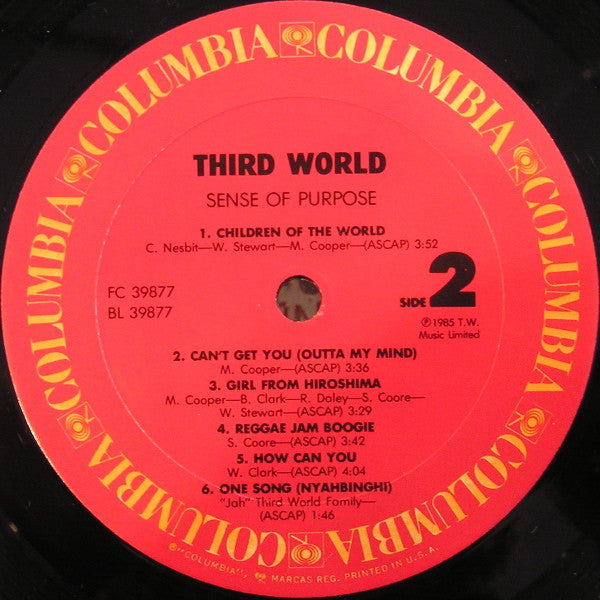 COLUMBIA COLUMBIA COLUMBIA COLUMBIA COLUMBIA COLUMBIA
THIRD WORLD
SENSE OF PURPOSE
1. CHILDREN OF THE WORLD
C. Nesbit—W. Stewart—M. Cooper—(ASCAP) 3:52
FC 39877
BL 39877
SIDE 2
℗1985 T.W.
Music Limited
2. CAN'T GET YOU (OUTTA MY MIND)
M. Cooper—(ASCAP) 3:36
3. GIRL FROM HIROSHIMA
M. Cooper—B. Clark—R. Daley—S. Coore—
W. Stewart—(ASCAP) 3:29
4. REGGAE JAM BOOGIE
S. Coore—(ASCAP) 3:42
5. HOW CAN YOU
W. Clark—(ASCAP) 4:04
6. ONE SONG (NYAHBINGHI)
"Jah" Third World Family—
(ASCAP) 1:46
®"COLUMBIA", MARCAS REG. PRINTED IN U.S.A.